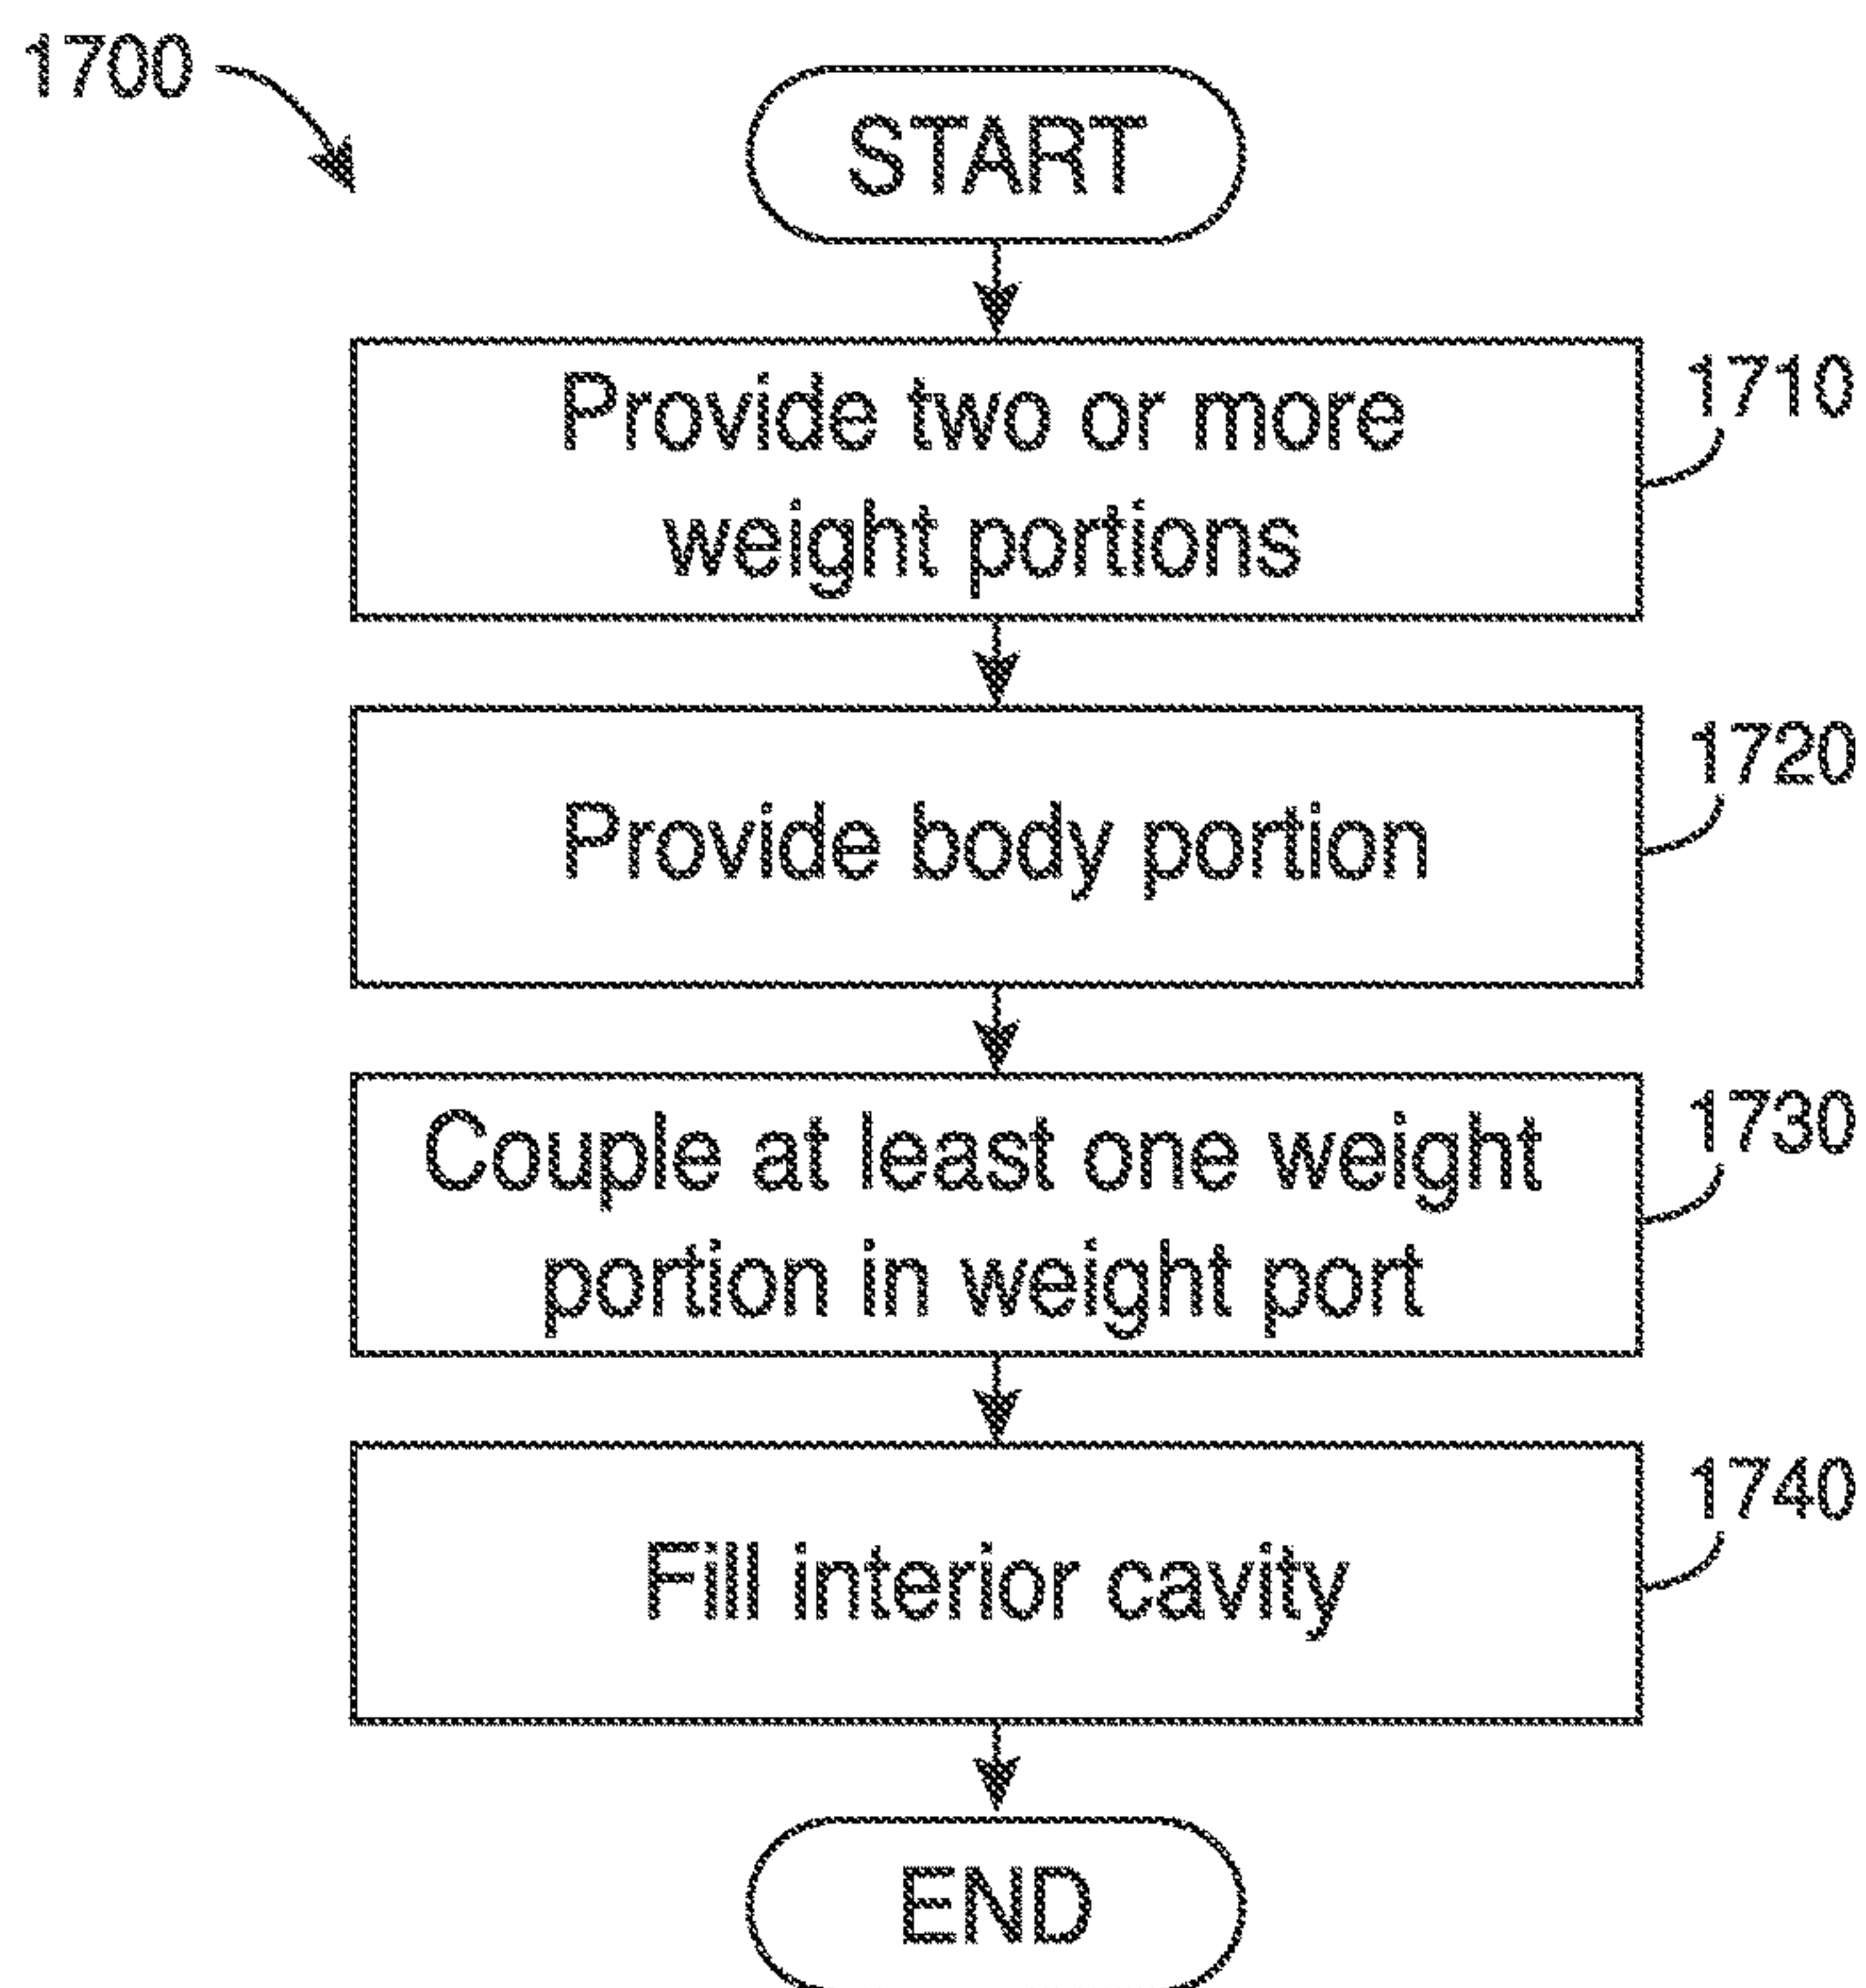 1700
START
Provide two or more
weight portions
1710
Provide body portion
1720
Couple at least one weight
portion in weight port
1730
Fill interior cavity
1740
END